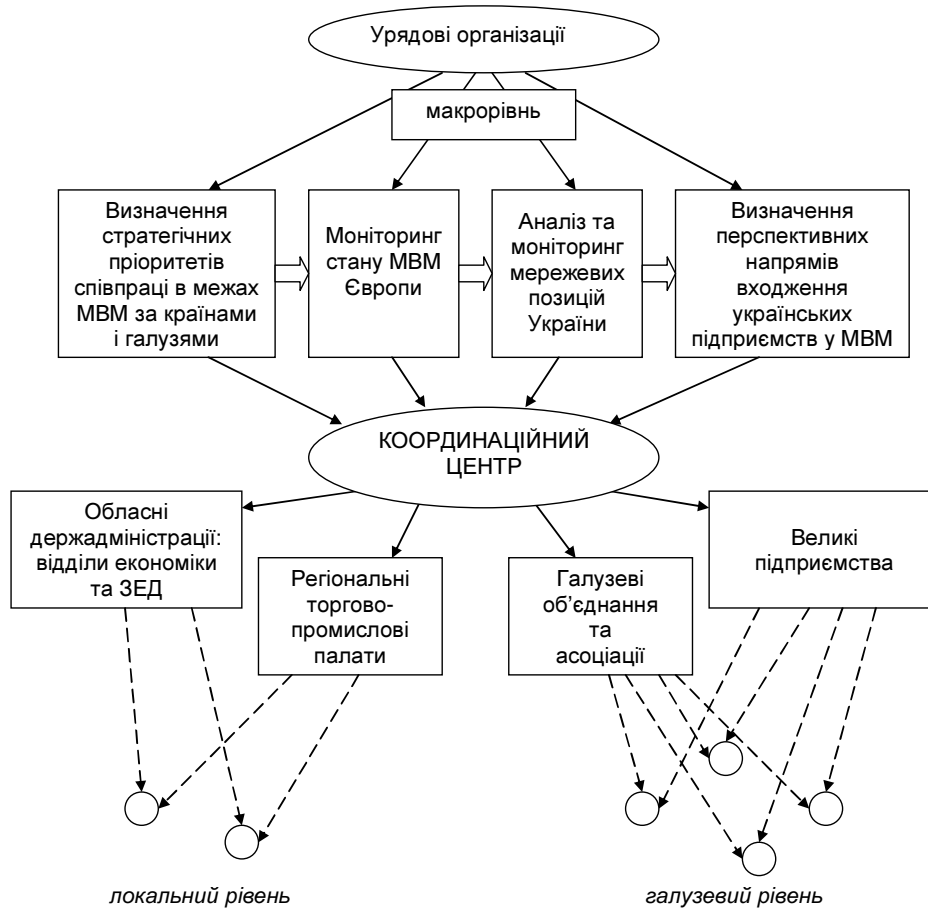 Урядові організації
макрорівнь
Визначення
стратегічних
пріоритетів
співпраці в межах
МВМ за країнами
і галузями
Моніторинг
стану МВМ
Європи
Аналіз та
моніторинг
мережевих
позицій
України
Визначення
перспективних
напрямів
входження
українських
підприємств у МВМ
КООРДИНАЦІЙНИЙ
ЦЕНТР
Обласні
держадміністрації:
відділи економіки
та ЗЕД
Регіональні
торгово-
промислові
палати
Галузеві
об’єднання
та
асоціації
Великі
підприємства
локальний рівень
галузевий рівень